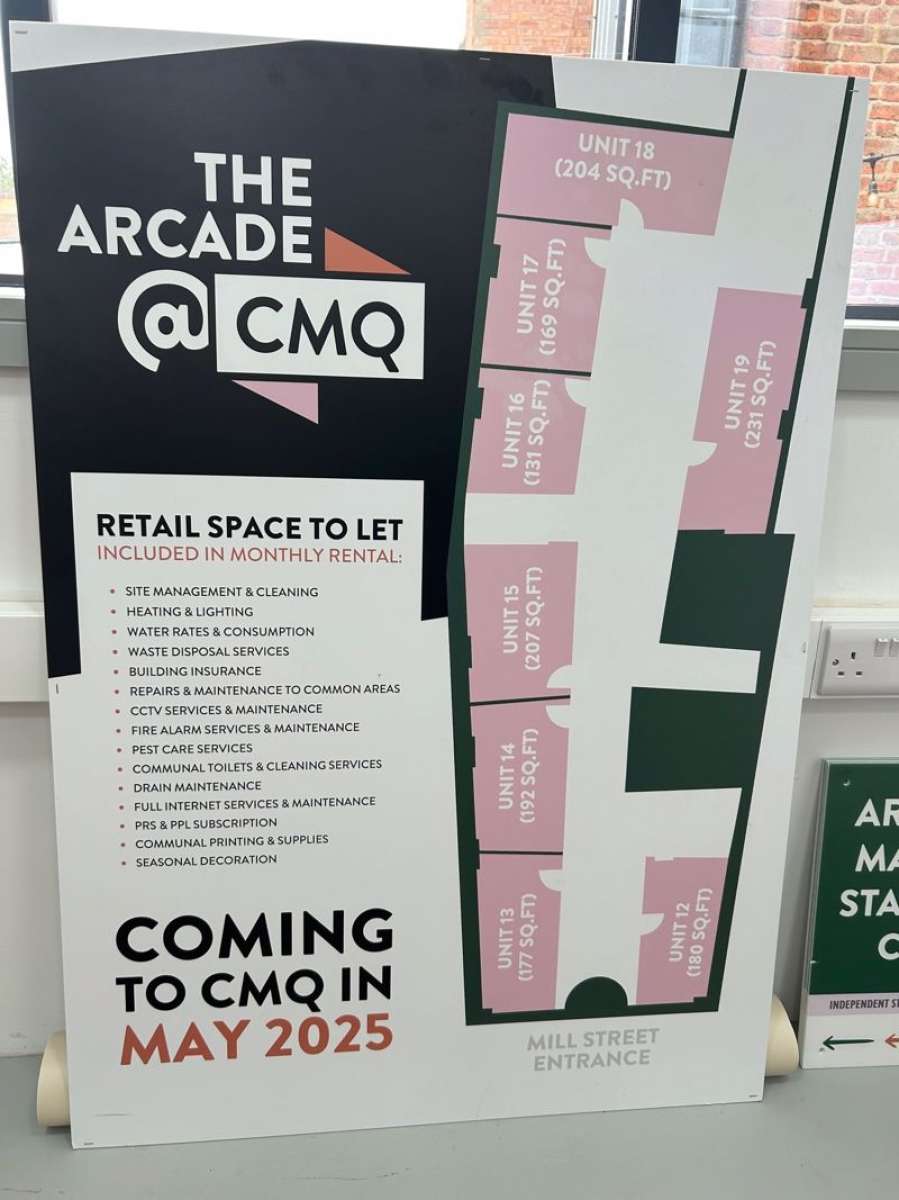 THE
ARCADE
@CMQ
RETAIL SPACE TO LET
INCLUDED IN MONTHLY RENTAL:
• SITE MANAGEMENT & CLEANING
• HEATING & LIGHTING
• WATER RATES & CONSUMPTION
• WASTE DISPOSAL SERVICES
• BUILDING INSURANCE
• REPAIRS & MAINTENANCE TO COMMON AREAS
• CCTV SERVICES & MAINTENANCE
• FIRE ALARM SERVICES & MAINTENANCE
• PEST CARE SERVICES
• COMMUNAL TOILETS & CLEANING SERVICES
• DRAIN MAINTENANCE
• FULL INTERNET SERVICES & MAINTENANCE
• PRS & PPL SUBSCRIPTION
• COMMUNAL PRINTING & SUPPLIES
• SEASONAL DECORATION
COMING
TO CMQ IN
MAY 2025
UNIT 18
(204 SQ.FT)
UNIT 17
(169 SQ.FT)
UNIT 16
(131 SQ.FT)
UNIT 19
(231 SQ.FT)
UNIT 15
(207 SQ.FT)
UNIT 14
(192 SQ.FT)
UNIT 13
(177 SQ.FT)
UNIT 12
(180 SQ.FT)
MILL STREET
ENTRANCE
AR
MA
STA
C
INDEPENDENT ST